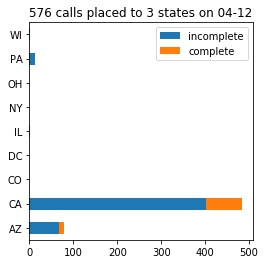 576 calls placed to 3 states on 04-12
incomplete
complete
WI
PA
OH
NY
IL
DC
CO
CA
AZ
0 100 200 300 400 500